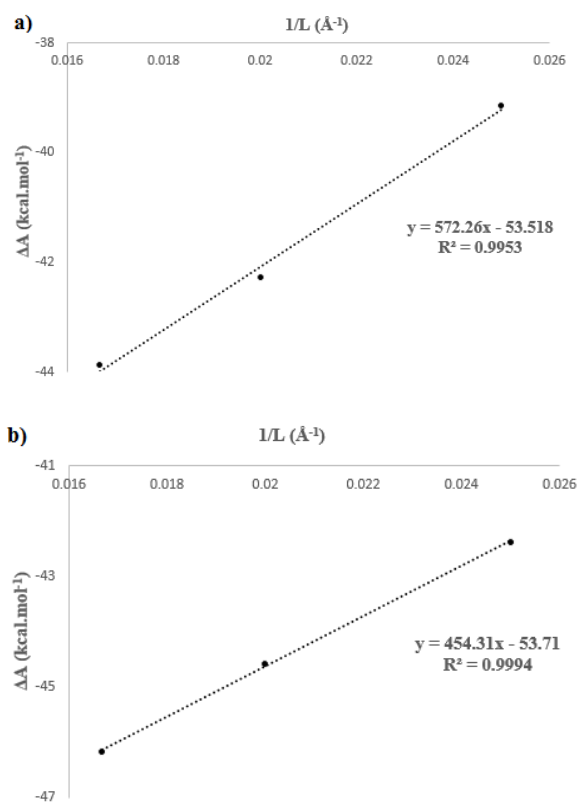 a)
1/L (Å⁻¹)
0.016 0.018 0.02 0.022 0.024 0.026
-38
-40
-42
-44
ΔA (kcal.mol⁻¹)
y = 572.26x - 53.518
R² = 0.9953
b)
1/L (Å⁻¹)
0.016 0.018 0.02 0.022 0.024 0.026
-41
-43
-45
-47
ΔA (kcal.mol⁻¹)
y = 454.31x - 53.71
R² = 0.9994